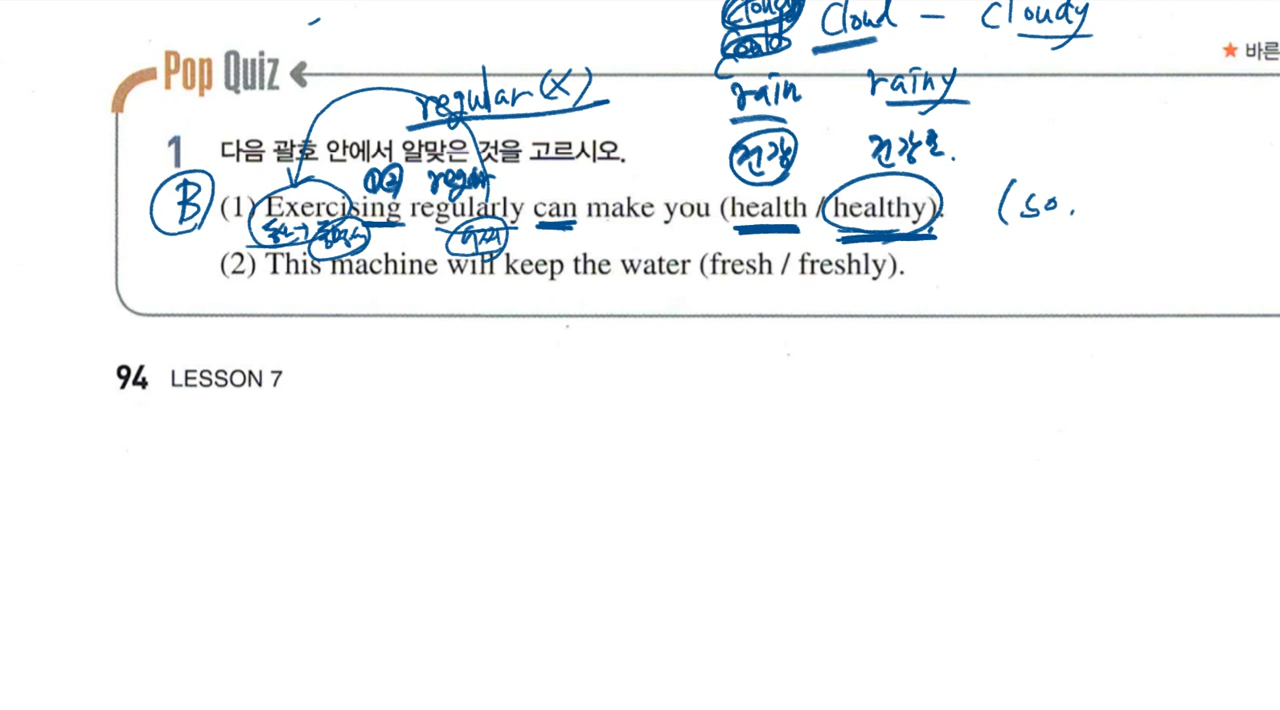 cloud — cloudy
★ 바른
Pop Quiz
regular(X)
rain rainy
1 다음 괄호 안에서 알맞은 것을 고르시오.
건강 건강한.
B
(1) Exercising regularly can make you (health / healthy). (so.
(2) This machine will keep the water (fresh / freshly).
94 LESSON 7